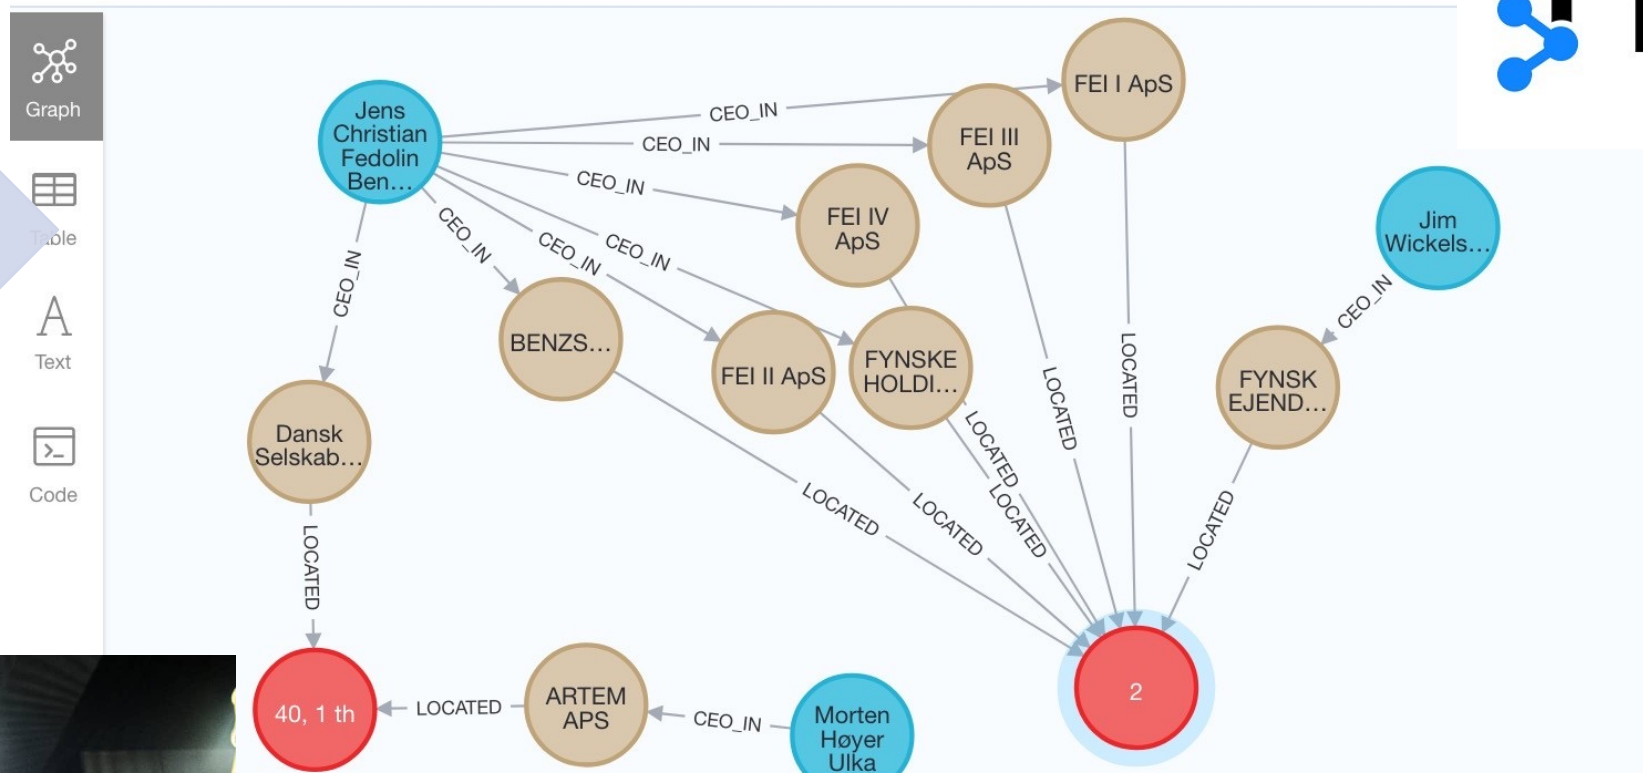 Graph
Table
Text
Code
Jens
Christian
Fedolin
Ben...
CEO_IN
CEO_IN
CEO_IN
CEO_IN
CEO_IN
CEO_IN
CEO_IN
FEI I ApS
FEI III
ApS
FEI IV
ApS
Jim
Wickels...
CEO_IN
BENZS...
FEI II ApS
FYNSKE
HOLDI...
FYNSK
EJEND...
Dansk
Selskab...
LOCATED
LOCATED
LOCATED
LOCATED
LOCATED
LOCATED
LOCATED
LOCATED
40, 1 th
LOCATED
ARTEM
APS
CEO_IN
Morten
Høyer
Ulka
2